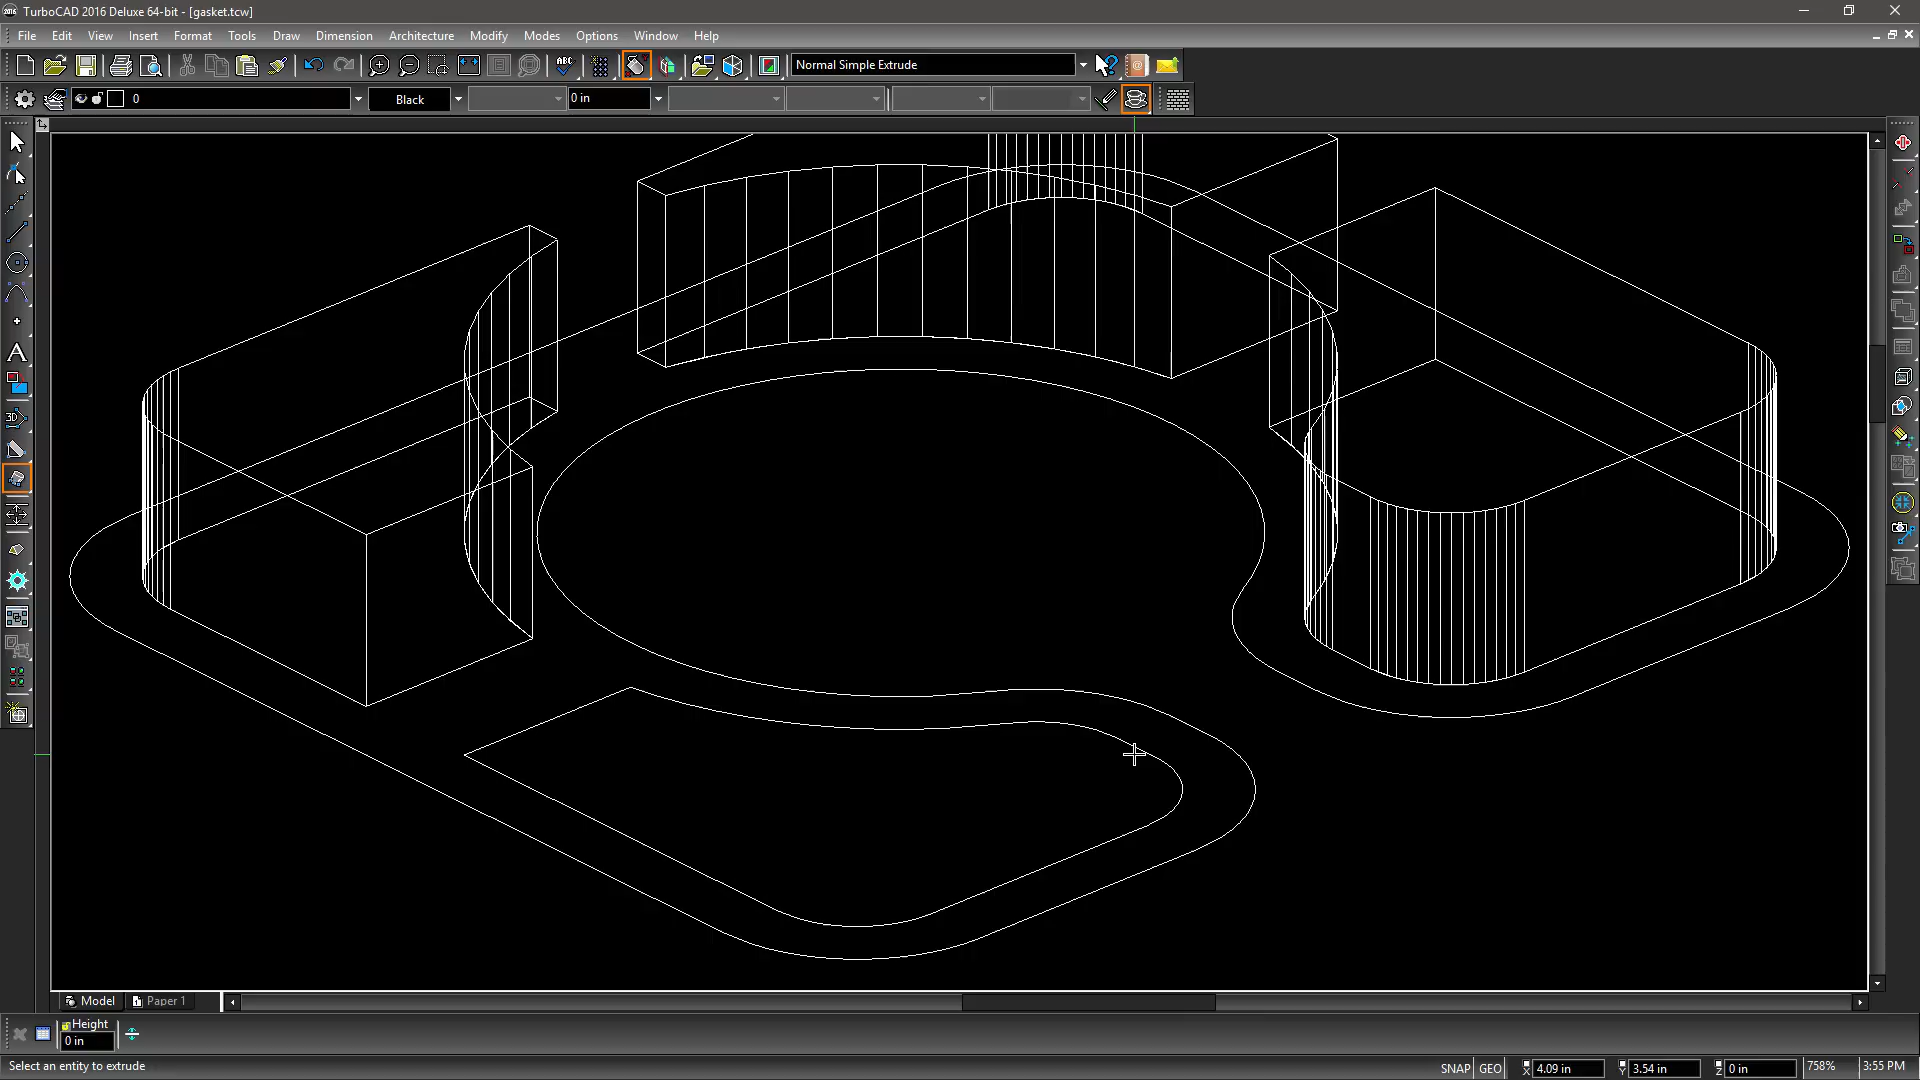 TurboCAD 2016 Deluxe 64-bit - [gasket.tcw]
File Edit View Insert Format Tools Draw Dimension Architecture Modify Modes Options Window Help
ABC Normal Simple Extrude
0 Black 0 in
A
3D
Model Paper 1
Height
0 in
Select an entity to extrude SNAP GEO X 4.09 in Y 3.54 in Z 0 in 758% 3:55 PM